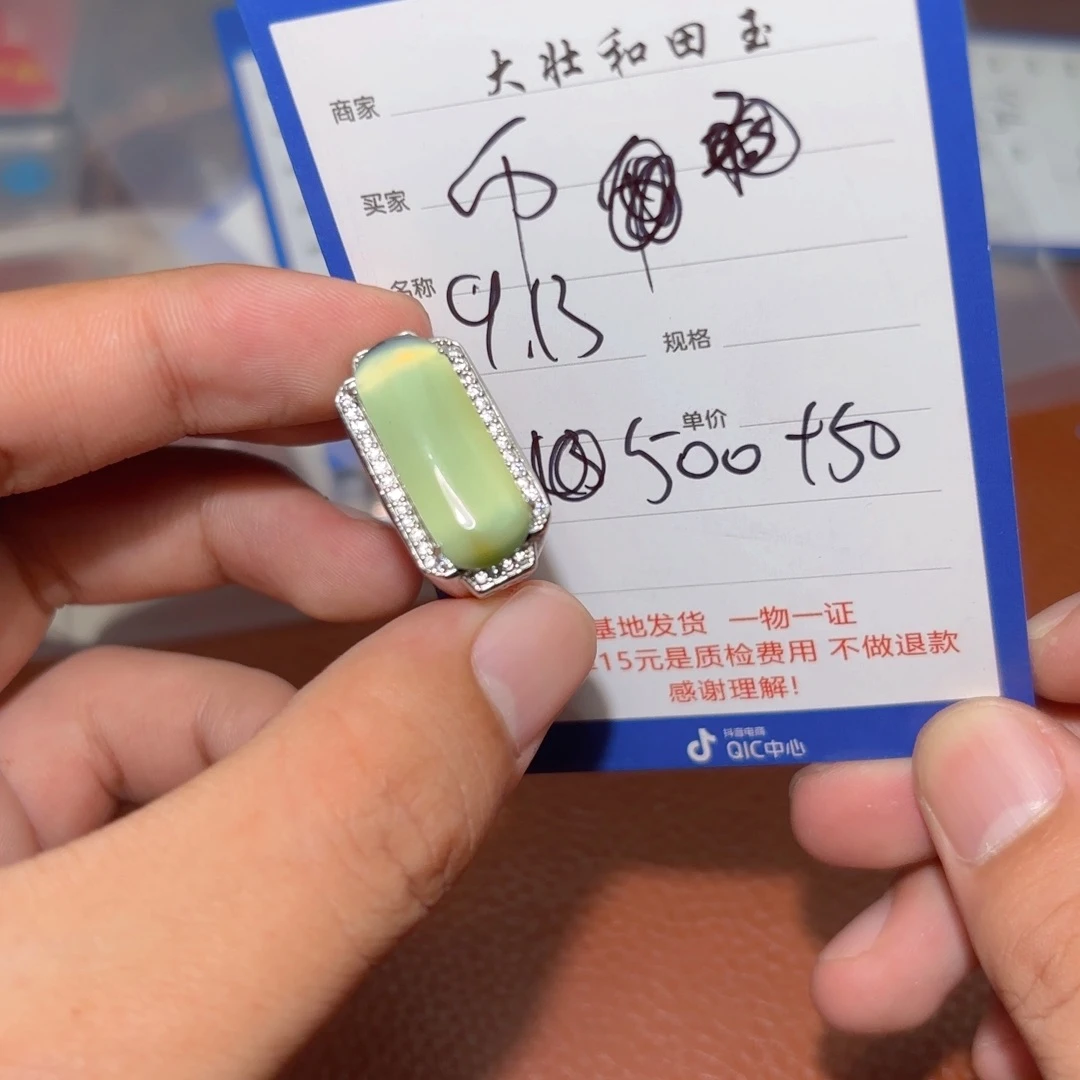 商家 大壮和田玉
买家
名称 9.13 规格
单价 500 +50
基地发货 一物一证
15元是质检费用 不做退款
感谢理解！
抖音电商
QIC中心